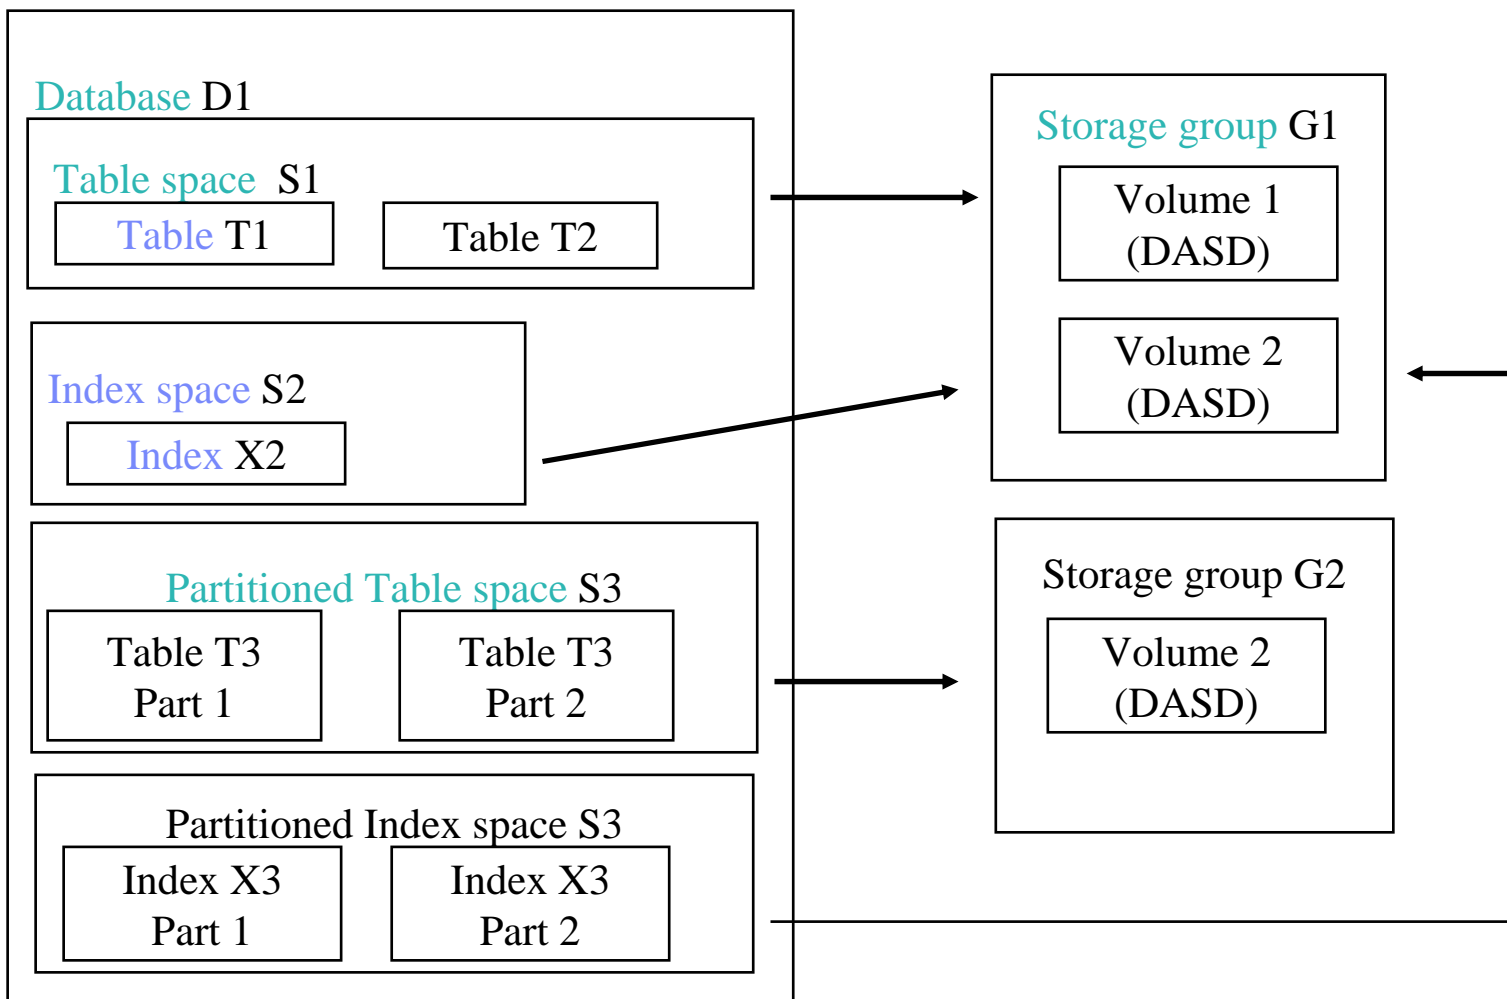 Database D1
Table space S1
Table T1
Table T2
Index space S2
Index X2
Partitioned Table space S3
Table T3
Part 1
Table T3
Part 2
Partitioned Index space S3
Index X3
Part 1
Index X3
Part 2
Storage group G1
Volume 1
(DASD)
Volume 2
(DASD)
Storage group G2
Volume 2
(DASD)